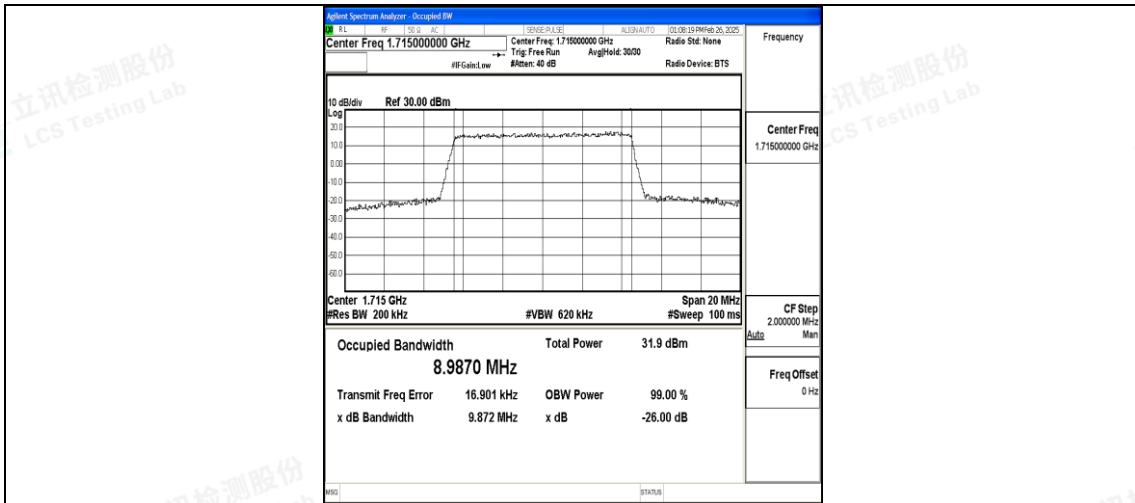 Agilent Spectrum Analyzer - Occupied BW
RL RF 50 Ω AC SENSE:PULSE ALIGN AUTO 01:08:19 PM Feb 26, 2025
Center Freq 1.715000000 GHz
Center Freq: 1.715000000 GHz Radio Std: None
Trig: Free Run Avg|Hold: 30/30
#IFGain:Low #Atten: 40 dB Radio Device: BTS
Frequency
10 dB/div Ref 30.00 dBm
Log
20.0
10.0
0.00
-10.0
-20.0
-30.0
-40.0
-50.0
-60.0
Center 1.715 GHz Span 20 MHz
#Res BW 200 kHz #VBW 620 kHz #Sweep 100 ms
Occupied Bandwidth Total Power 31.9 dBm
8.9870 MHz
Transmit Freq Error 16.901 kHz OBW Power 99.00 %
x dB Bandwidth 9.872 MHz x dB -26.00 dB
Center Freq
1.715000000 GHz
CF Step
2.000000 MHz
Auto Man
Freq Offset
0 Hz
MSG STATUS
立讯检测股份
LCS Testing Lab
立讯检测股份
LCS Testing Lab
检测股份